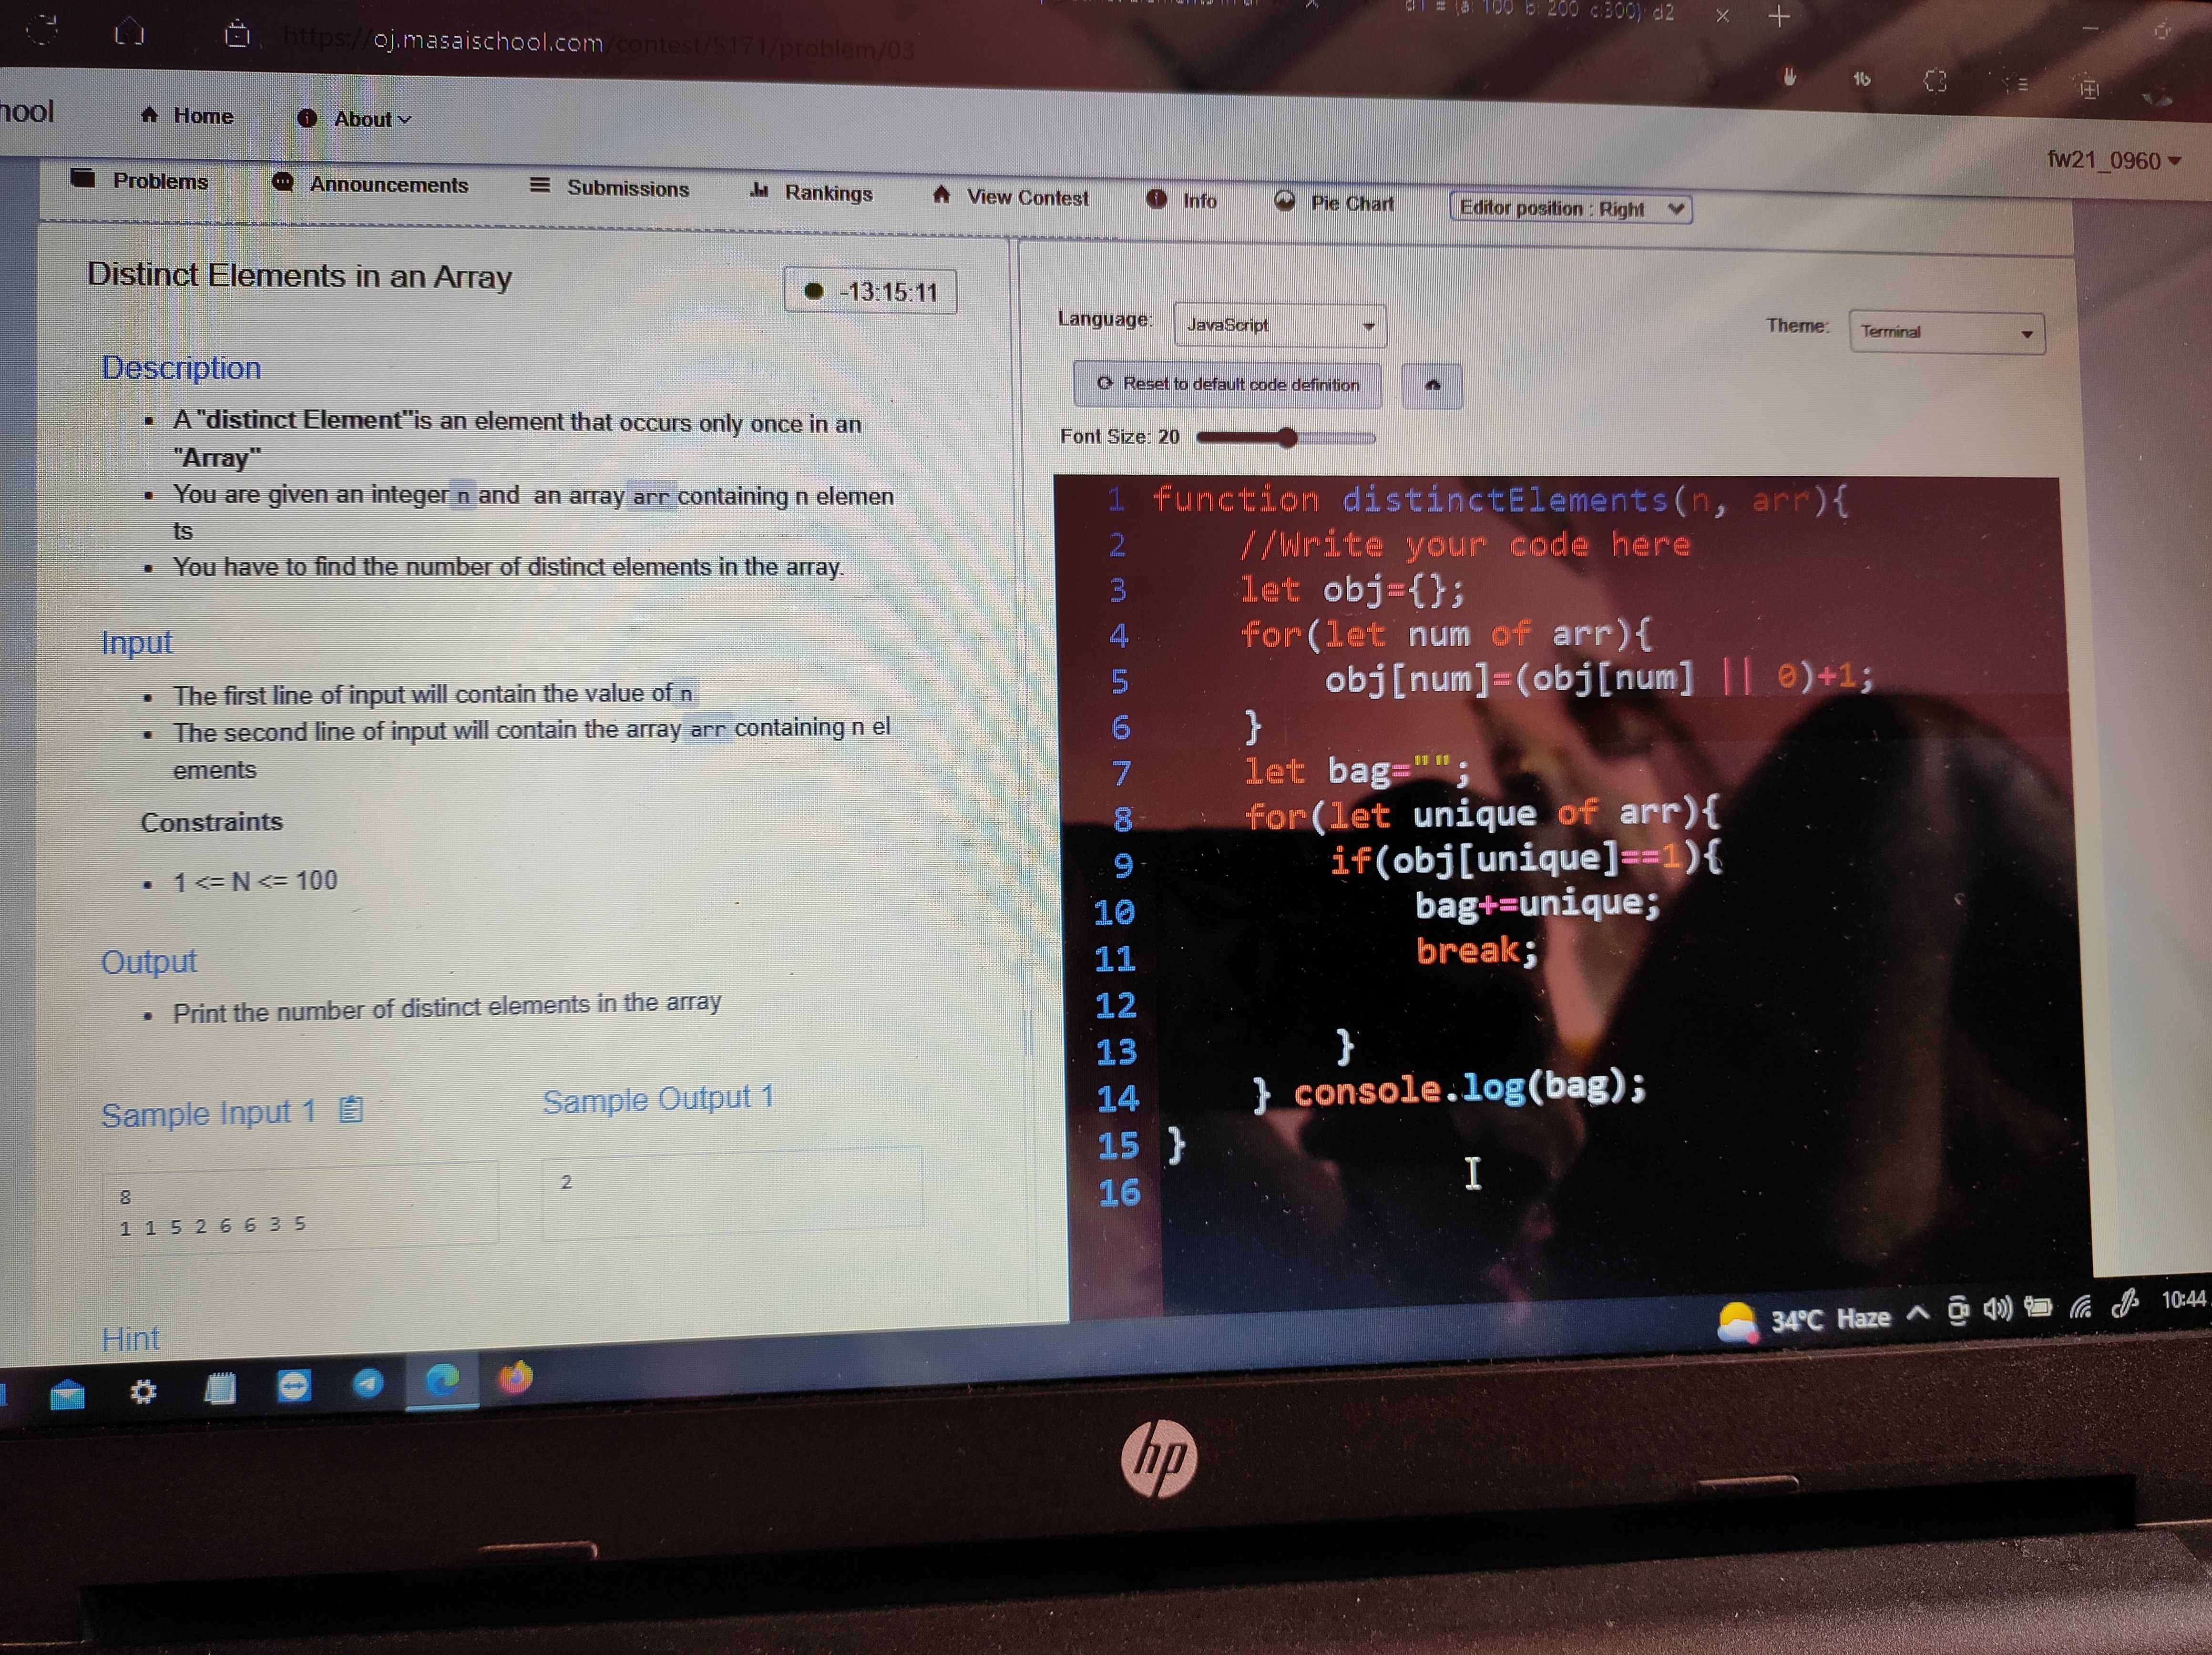 https://oj.masaischool.com/contest/5171/problem/03
100 b: 200 c:300} d2
hool
Home
About
fw21_0960
Problems
Announcements
Submissions
Rankings
View Contest
Info
Pie Chart
Editor position : Right
Distinct Elements in an Array
-13:15:11
Description
A "distinct Element"is an element that occurs only once in an
"Array"
You are given an integer n and an array arr containing n elemen
ts
You have to find the number of distinct elements in the array.
Input
The first line of input will contain the value of n
The second line of input will contain the array arr containing n el
ements
Constraints
1 <= N <= 100
Output
Print the number of distinct elements in the array
Sample Input 1
Sample Output 1
8
1 1 5 2 6 6 3 5
2
Hint
Language: JavaScript
Theme: Terminal
Reset to default code definition
Font Size: 20
1 function distinctElements(n, arr){
2 //Write your code here
3 let obj={};
4 for(let num of arr){
5 obj[num]=(obj[num] || 0)+1;
6 }
7 let bag="";
8 for(let unique of arr){
9 if(obj[unique]==1){
10 bag+=unique;
11 break;
12
13 }
14 } console.log(bag);
15 }
16
34°C Haze
10:44
hp